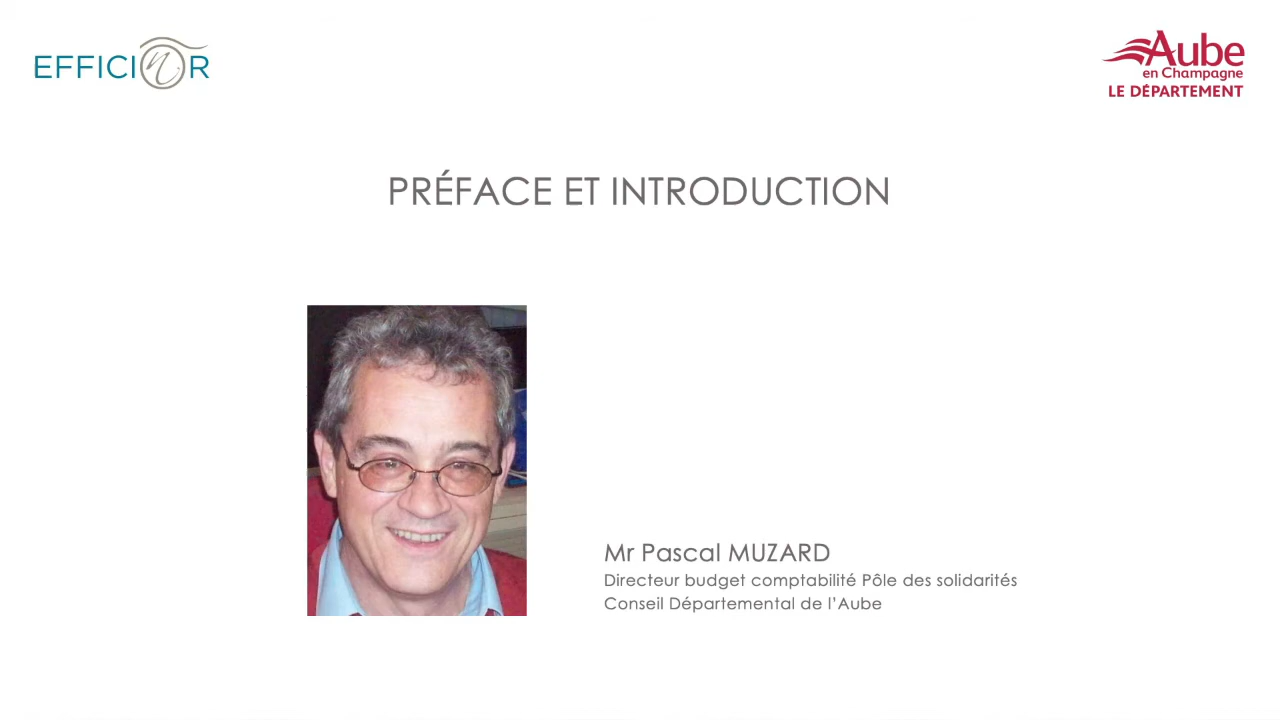 EFFICINOR
Aube
en Champagne
LE DÉPARTEMENT
PRÉFACE ET INTRODUCTION
Mr Pascal MUZARD
Directeur budget comptabilité Pôle des solidarités
Conseil Départemental de l’Aube